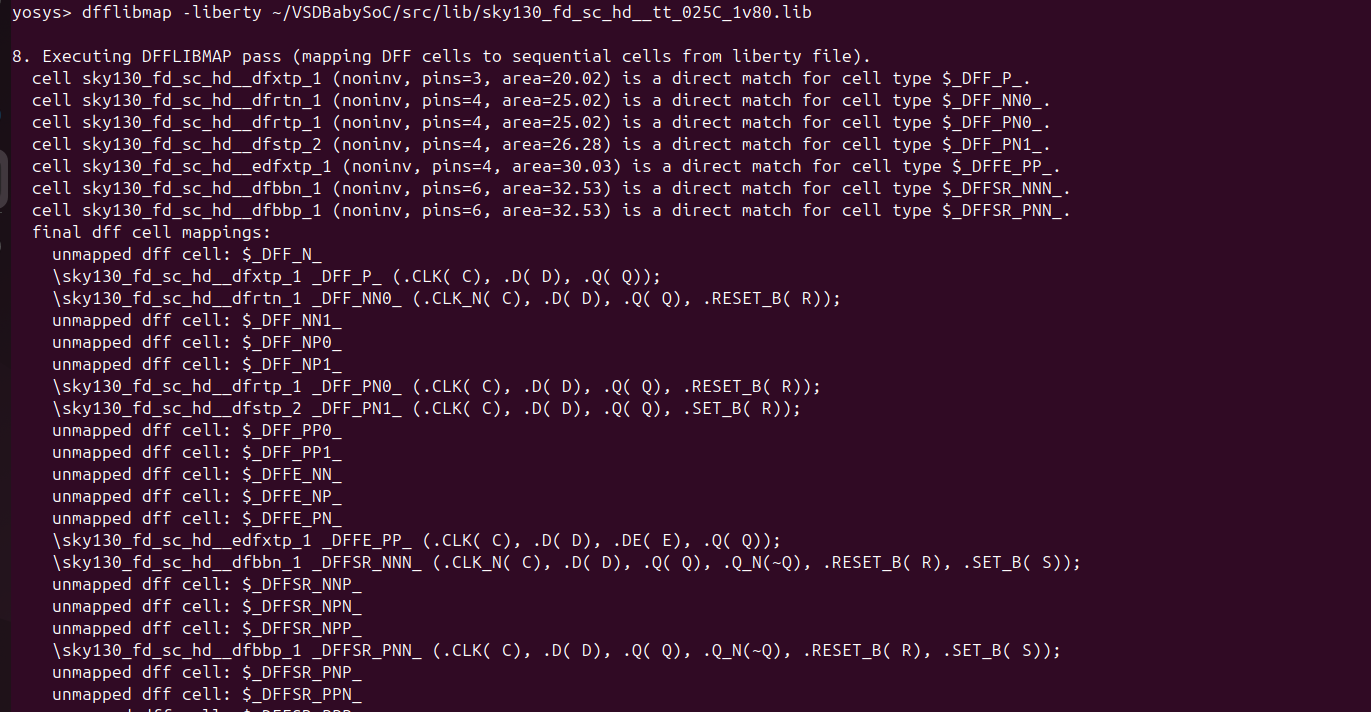 yosys> dfflibmap -liberty ~/VSDBabySoC/src/lib/sky130_fd_sc_hd__tt_025C_1v80.lib
8. Executing DFFLIBMAP pass (mapping DFF cells to sequential cells from liberty file).
cell sky130_fd_sc_hd__dfxtp_1 (noninv, pins=3, area=20.02) is a direct match for cell type $_DFF_P_.
cell sky130_fd_sc_hd__dfrtn_1 (noninv, pins=4, area=25.02) is a direct match for cell type $_DFF_NN0_.
cell sky130_fd_sc_hd__dfrtp_1 (noninv, pins=4, area=25.02) is a direct match for cell type $_DFF_PN0_.
cell sky130_fd_sc_hd__dfstp_2 (noninv, pins=4, area=26.28) is a direct match for cell type $_DFF_PN1_.
cell sky130_fd_sc_hd__edfxtp_1 (noninv, pins=4, area=30.03) is a direct match for cell type $_DFFE_PP_.
cell sky130_fd_sc_hd__dfbbn_1 (noninv, pins=6, area=32.53) is a direct match for cell type $_DFFSR_NNN_.
cell sky130_fd_sc_hd__dfbbp_1 (noninv, pins=6, area=32.53) is a direct match for cell type $_DFFSR_PNN_.
final dff cell mappings:
unmapped dff cell: $_DFF_N_
\sky130_fd_sc_hd__dfxtp_1 _DFF_P_ (.CLK( C), .D( D), .Q( Q));
\sky130_fd_sc_hd__dfrtn_1 _DFF_NN0_ (.CLK_N( C), .D( D), .Q( Q), .RESET_B( R));
unmapped dff cell: $_DFF_NN1_
unmapped dff cell: $_DFF_NP0_
unmapped dff cell: $_DFF_NP1_
\sky130_fd_sc_hd__dfrtp_1 _DFF_PN0_ (.CLK( C), .D( D), .Q( Q), .RESET_B( R));
\sky130_fd_sc_hd__dfstp_2 _DFF_PN1_ (.CLK( C), .D( D), .Q( Q), .SET_B( R));
unmapped dff cell: $_DFF_PP0_
unmapped dff cell: $_DFF_PP1_
unmapped dff cell: $_DFFE_NN_
unmapped dff cell: $_DFFE_NP_
unmapped dff cell: $_DFFE_PN_
\sky130_fd_sc_hd__edfxtp_1 _DFFE_PP_ (.CLK( C), .D( D), .DE( E), .Q( Q));
\sky130_fd_sc_hd__dfbbn_1 _DFFSR_NNN_ (.CLK_N( C), .D( D), .Q( Q), .Q_N(~Q), .RESET_B( R), .SET_B( S));
unmapped dff cell: $_DFFSR_NNP_
unmapped dff cell: $_DFFSR_NPN_
unmapped dff cell: $_DFFSR_NPP_
\sky130_fd_sc_hd__dfbbp_1 _DFFSR_PNN_ (.CLK( C), .D( D), .Q( Q), .Q_N(~Q), .RESET_B( R), .SET_B( S));
unmapped dff cell: $_DFFSR_PNP_
unmapped dff cell: $_DFFSR_PPN_